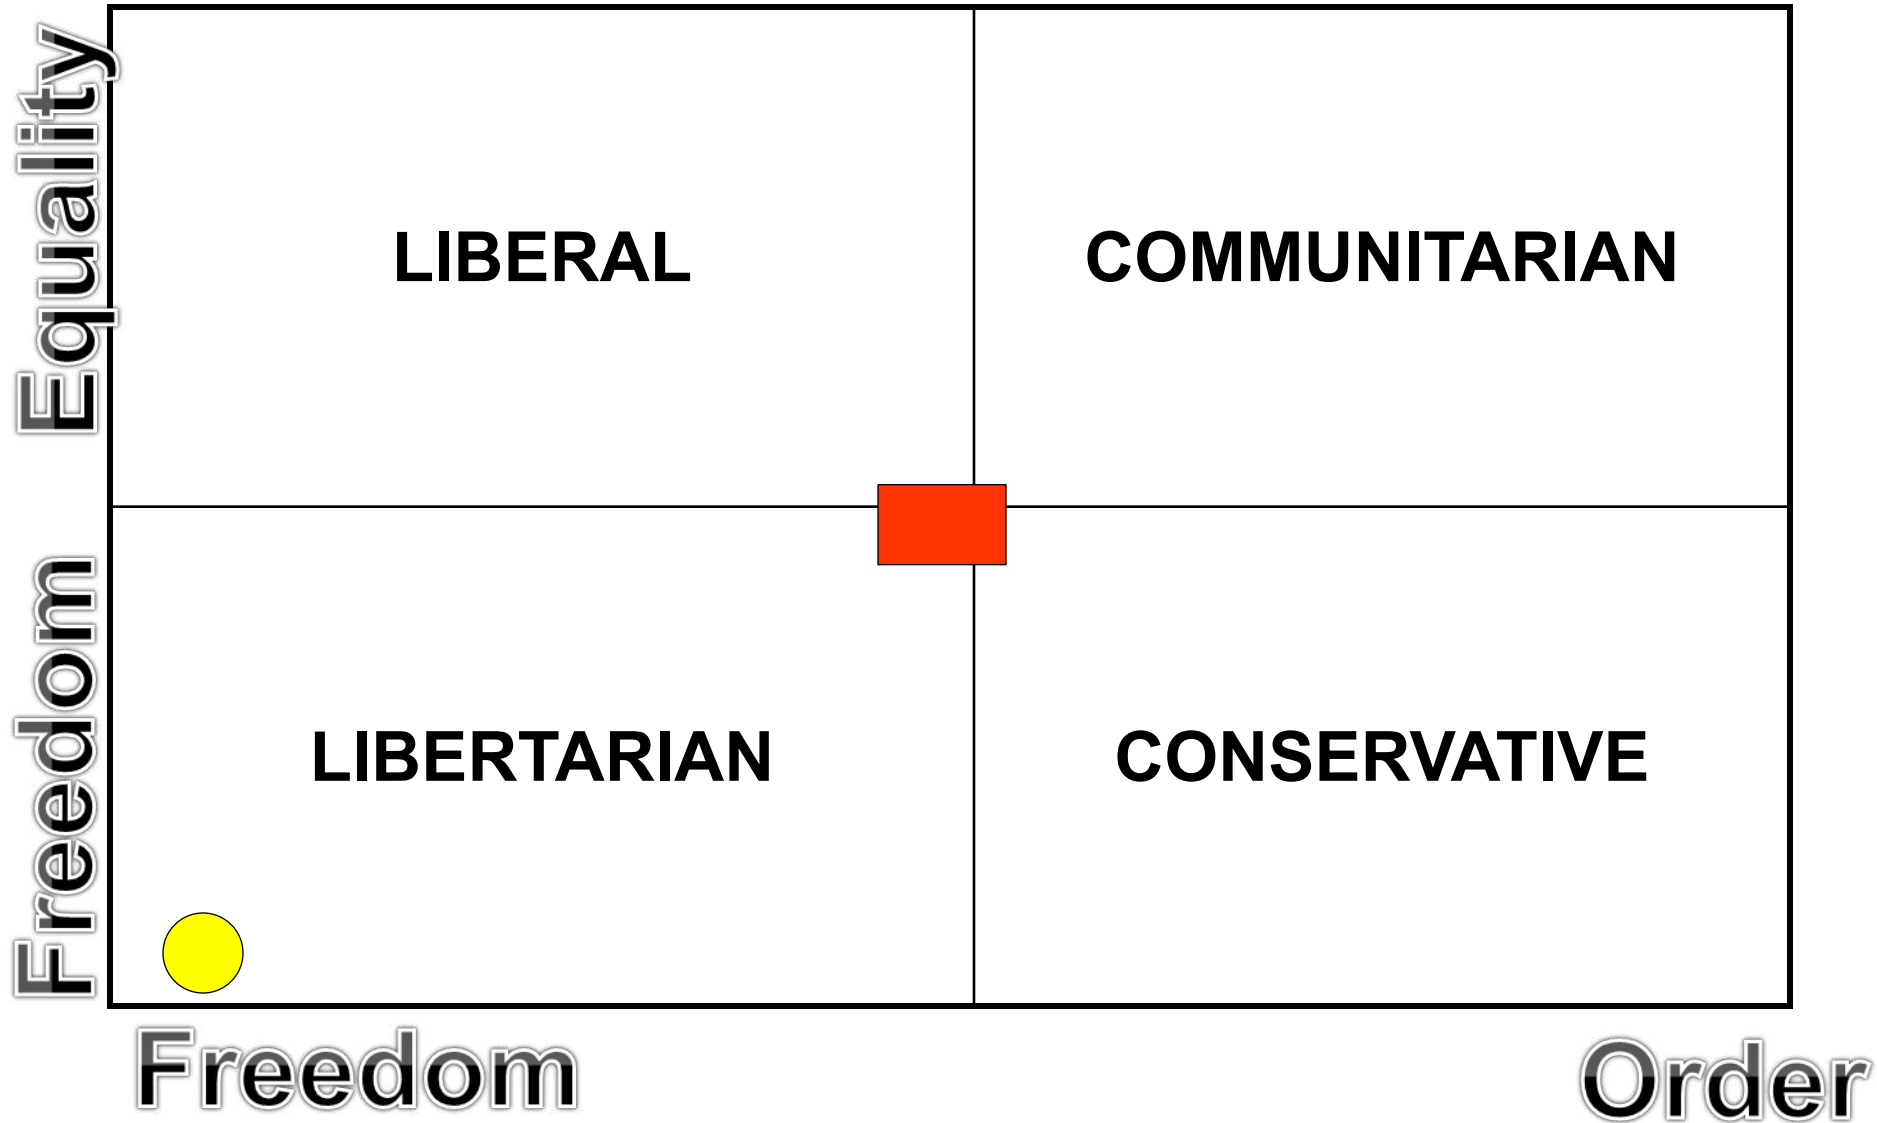 Equality
LIBERAL
COMMUNITARIAN
Freedom
LIBERTARIAN
CONSERVATIVE
Freedom
Order